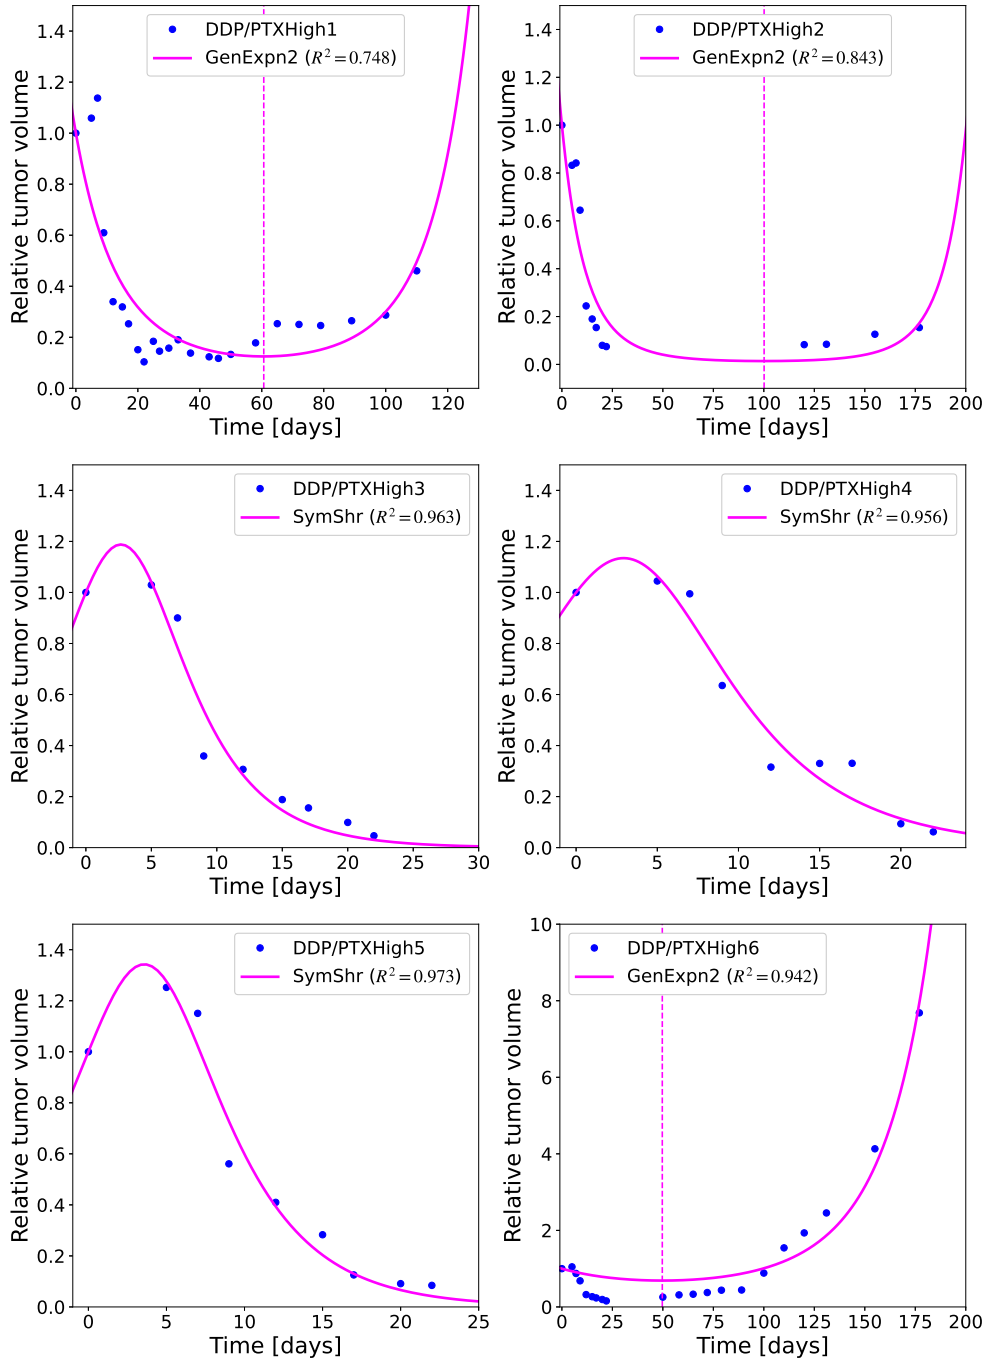 DDP/PTXHigh1
GenExpn2 (R² = 0.748)
Relative tumor volume
1.4
1.2
1.0
0.8
0.6
0.4
0.2
0.0
0 20 40 60 80 100 120
Time [days]
DDP/PTXHigh2
GenExpn2 (R² = 0.843)
Relative tumor volume
1.4
1.2
1.0
0.8
0.6
0.4
0.2
0.0
0 25 50 75 100 125 150 175 200
Time [days]
DDP/PTXHigh3
SymShr (R² = 0.963)
Relative tumor volume
1.4
1.2
1.0
0.8
0.6
0.4
0.2
0.0
0 5 10 15 20 25 30
Time [days]
DDP/PTXHigh4
SymShr (R² = 0.956)
Relative tumor volume
1.4
1.2
1.0
0.8
0.6
0.4
0.2
0.0
0 5 10 15 20
Time [days]
DDP/PTXHigh5
SymShr (R² = 0.973)
Relative tumor volume
1.4
1.2
1.0
0.8
0.6
0.4
0.2
0.0
0 5 10 15 20 25
Time [days]
DDP/PTXHigh6
GenExpn2 (R² = 0.942)
Relative tumor volume
10
8
6
4
2
0
0 25 50 75 100 125 150 175 200
Time [days]